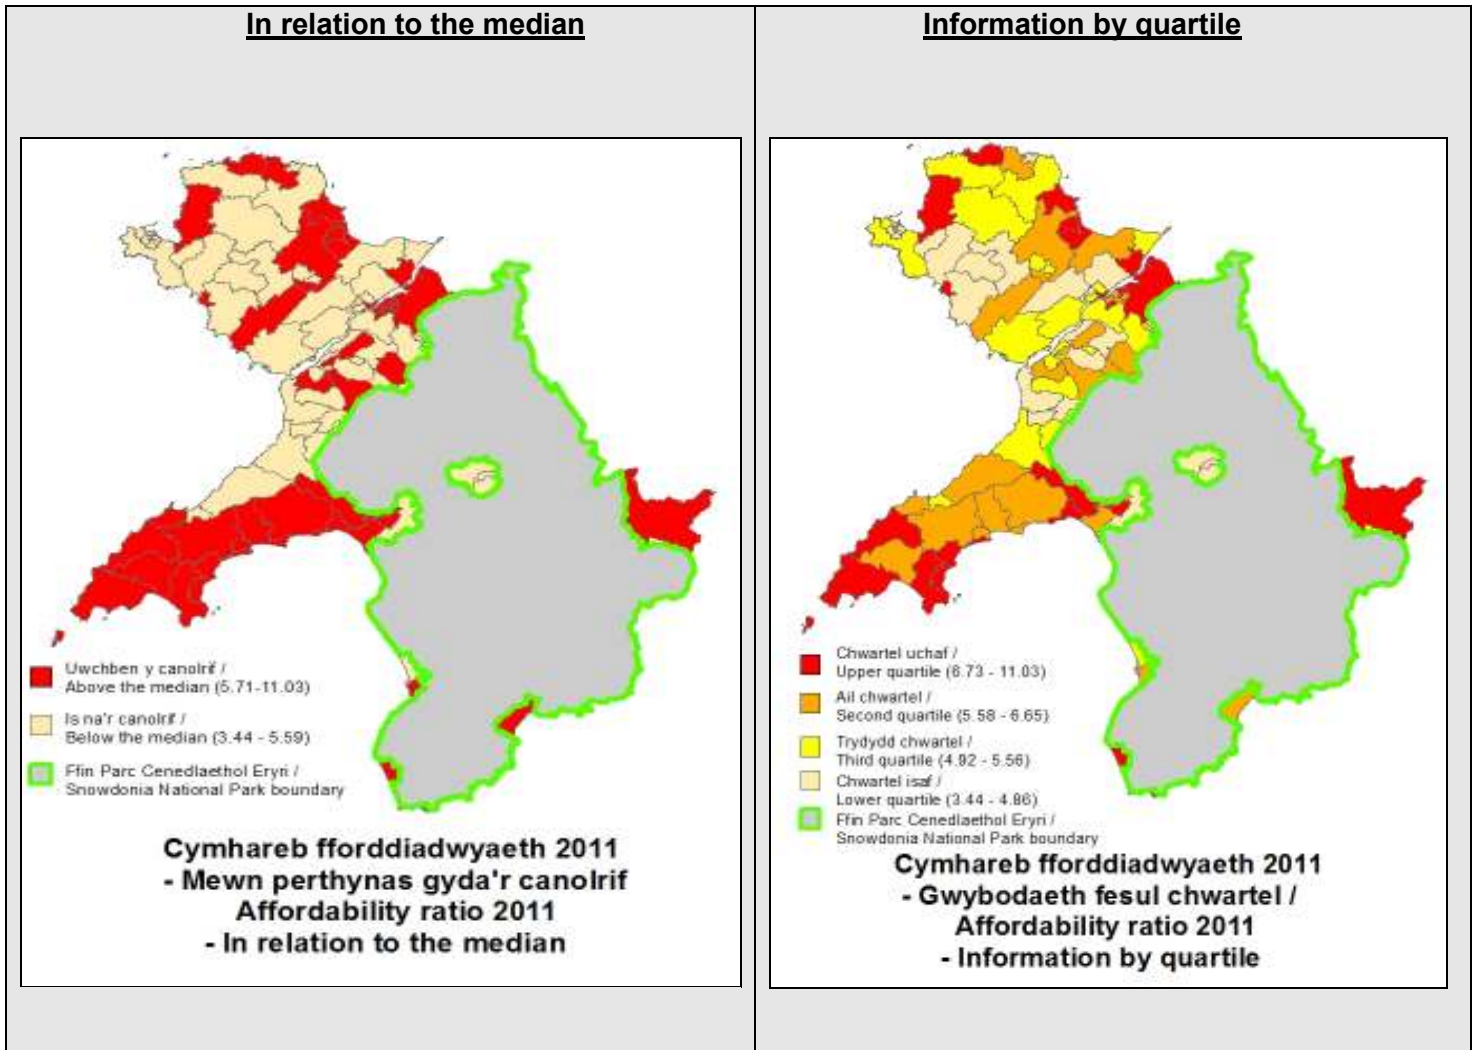 In relation to the median
Uwchben y canolrif /
Above the median (5.71-11.03)
Is na'r canolrif /
Below the median (3.44 - 5.59)
Ffin Parc Cenedlaethol Eryri /
Snowdonia National Park boundary
Cymhareb fforddiadwyaeth 2011
- Mewn perthynas gyda'r canolrif
Affordability ratio 2011
- In relation to the median
Information by quartile
Chwartel uchaf /
Upper quartile (6.73 - 11.03)
Ail chwartel /
Second quartile (5.58 - 6.65)
Trydydd chwartel /
Third quartile (4.92 - 5.56)
Chwartel isaf /
Lower quartile (3.44 - 4.86)
Ffin Parc Cenedlaethol Eryri /
Snowdonia National Park boundary
Cymhareb fforddiadwyaeth 2011
- Gwybodaeth fesul chwartel /
Affordability ratio 2011
- Information by quartile